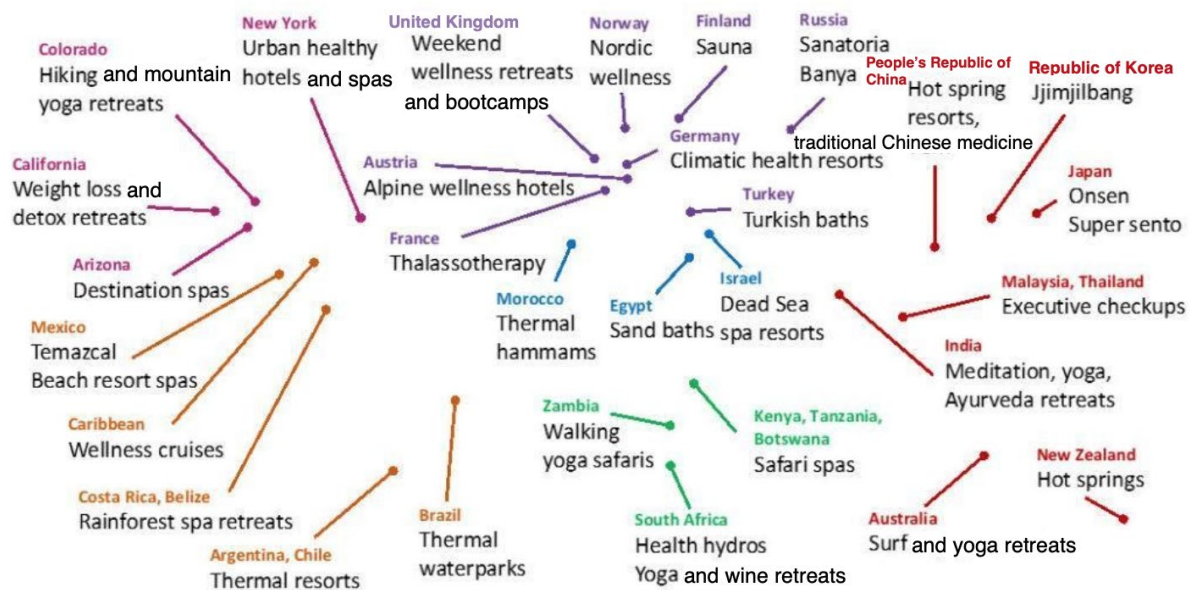 Colorado
Hiking and mountain
yoga retreats
New York
Urban healthy
hotels and spas
United Kingdom
Weekend
wellness retreats
and bootcamps
Norway
Nordic
wellness
Finland
Sauna
Russia
Sanatoria
Banya
People's Republic of
China
Hot spring
resorts,
traditional Chinese medicine
Republic of Korea
Jjimjilbang
California
Weight loss and
detox retreats
Austria
Alpine wellness hotels
Germany
Climatic health resorts
Japan
Onsen
Super sento
Turkey
Turkish baths
Arizona
Destination spas
France
Thalassotherapy
Morocco
Thermal
hammams
Egypt
Sand baths
Israel
Dead Sea
spa resorts
Malaysia, Thailand
Executive checkups
Mexico
Temazcal
Beach resort spas
India
Meditation, yoga,
Ayurveda retreats
Caribbean
Wellness cruises
Zambia
Walking
yoga safaris
Kenya, Tanzania,
Botswana
Safari spas
New Zealand
Hot springs
Costa Rica, Belize
Rainforest spa retreats
Brazil
Thermal
waterparks
South Africa
Health hydros
Yoga and wine retreats
Australia
Surf and yoga retreats
Argentina, Chile
Thermal resorts